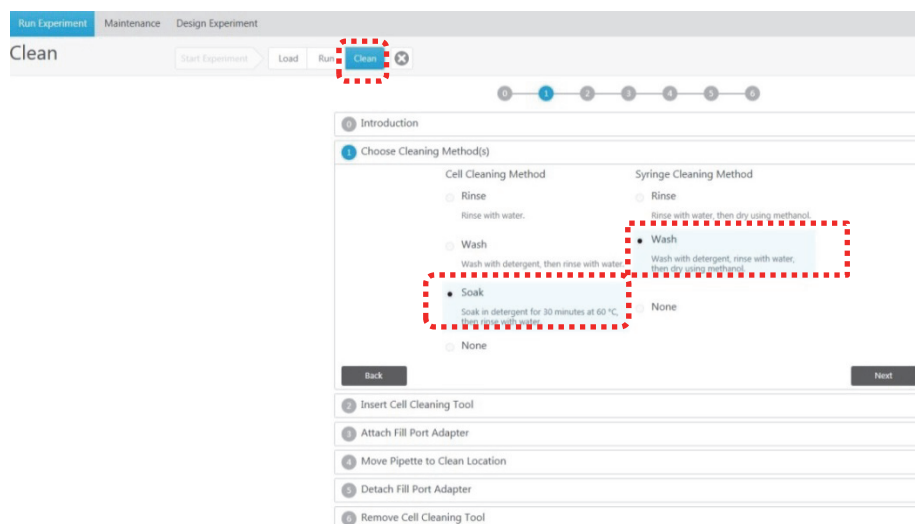 Run Experiment Maintenance Design Experiment
Clean
Start Experiment Load Run Clean
0 1 2 3 4 5 6
0 Introduction
1 Choose Cleaning Method(s)
Cell Cleaning Method Syringe Cleaning Method
Rinse Rinse
Rinse with water. Rinse with water, then dry using methanol.
Wash Wash
Wash with detergent, then rinse with water. Wash with detergent, rinse with water,
then dry using methanol.
Soak None
Soak in detergent for 30 minutes at 60 °C,
then rinse with water.
None
Back Next
2 Insert Cell Cleaning Tool
3 Attach Fill Port Adapter
4 Move Pipette to Clean Location
5 Detach Fill Port Adapter
6 Remove Cell Cleaning Tool